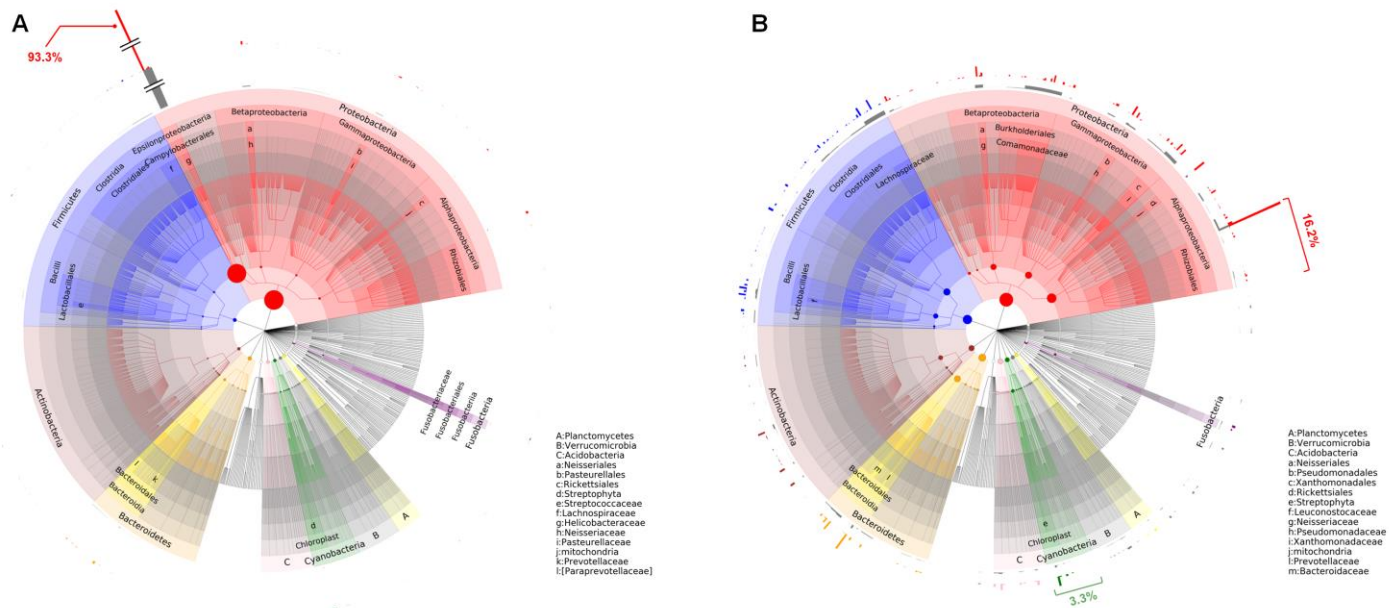 A
93.3%
Epsilonproteobacteria
Campylobacterales
g
Betaproteobacteria
a
h
Proteobacteria
Gammaproteobacteria
b
i
c
j
Alphaproteobacteria
Rhizobiales
Firmicutes
Clostridia
Clostridiales
f
Bacilli
Lactobacillales
e
Actinobacteria
l
k
Bacteroidales
Bacteroidia
Bacteroidetes
d
Chloroplast
C Cyanobacteria B A
Fusobacteriaceae
Fusobacteriales
Fusobacteriia
Fusobacteria
A:Planctomycetes
B:Verrucomicrobia
C:Acidobacteria
a:Neisseriales
b:Pasteurellales
c:Rickettsiales
d:Streptophyta
e:Streptococcaceae
f:Lachnospiraceae
g:Helicobacteraceae
h:Neisseriaceae
i:Pasteurellaceae
j:mitochondria
k:Prevotellaceae
l:[Paraprevotellaceae]
B
Betaproteobacteria
a Burkholderiales
g Comamonadaceae
Proteobacteria
Gammaproteobacteria
b
h
c
i
d
j
Alphaproteobacteria
Rhizobiales
16.2%
Firmicutes
Clostridia
Clostridiales
Lachnospiraceae
Bacilli
Lactobacillales
f
Actinobacteria
m
l
Bacteroidales
Bacteroidia
Bacteroidetes
e
Chloroplast
C Cyanobacteria B A
3.3%
Fusobacteria
A:Planctomycetes
B:Verrucomicrobia
C:Acidobacteria
a:Neisseriales
b:Pseudomonadales
c:Xanthomonadales
d:Rickettsiales
e:Streptophyta
f:Leuconostocaceae
g:Neisseriaceae
h:Pseudomonadaceae
i:Xanthomonadaceae
j:mitochondria
l:Prevotellaceae
m:Bacteroidaceae